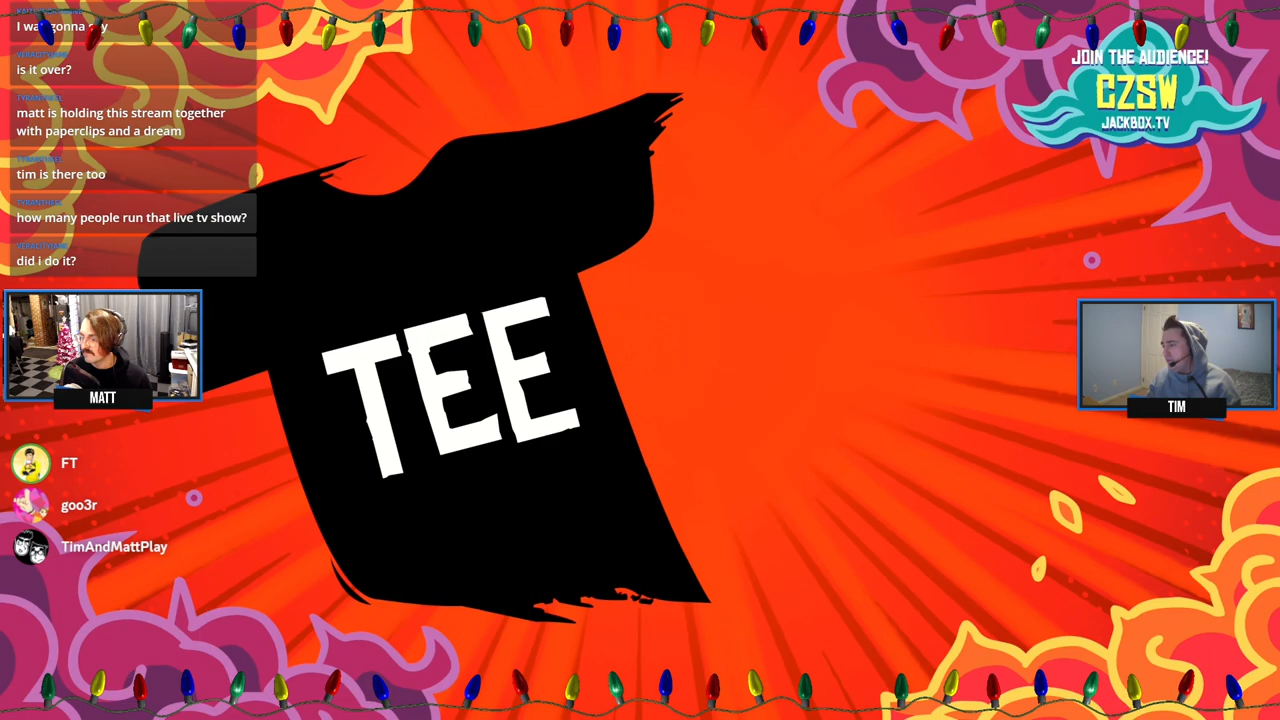 is it over?
matt is holding this stream together
with paperclips and a dream
tim is there too
how many people run that live tv show?
did i do it?
JOIN THE AUDIENCE!
CZSW
JACKBOX.TV
TEE
MATT
TIM
FT
goo3r
TimAndMattPlay